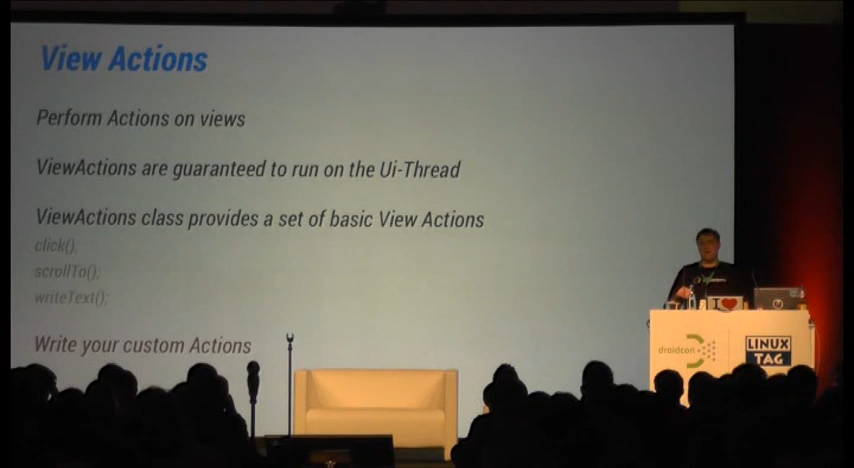 View Actions
Perform Actions on views
ViewActions are guaranteed to run on the Ui-Thread
ViewActions class provides a set of basic View Actions
click();
scrollTo();
writeText();
Write your custom Actions
I
droidcon
LINUX
TAG